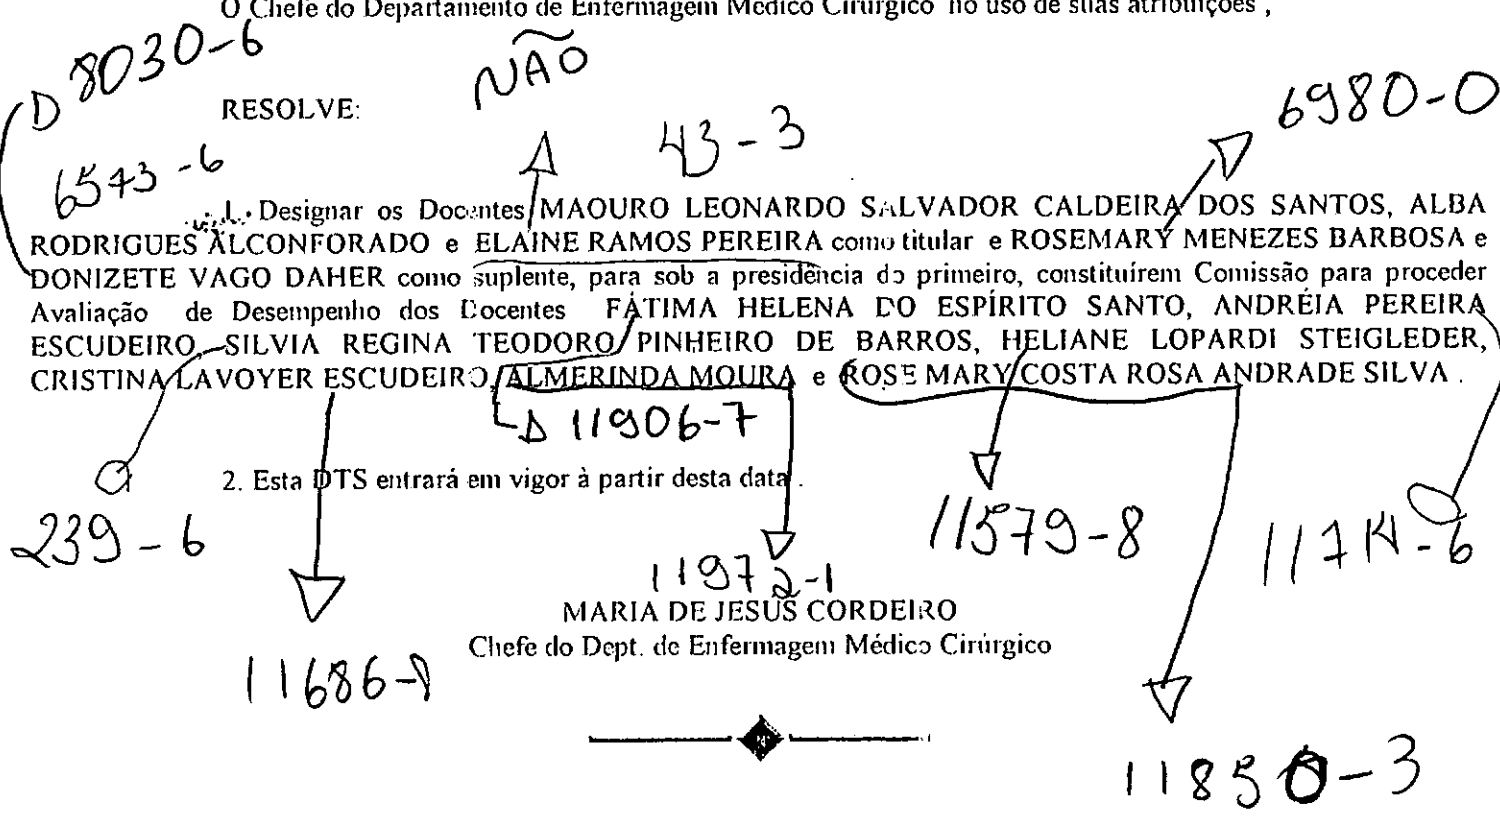 O Chefe do Departamento de Enfermagem Médico Cirúrgico no uso de suas atribuições ,
8030-6
NÃO
RESOLVE:
6980-0
43-3
6543-6
1. Designar os Docentes MAOURO LEONARDO SALVADOR CALDEIRA DOS SANTOS, ALBA
RODRIGUES ALCONFORADO e ELAINE RAMOS PEREIRA como titular e ROSEMARY MENEZES BARBOSA e
DONIZETE VAGO DAHER como suplente, para sob a presidência do primeiro, constituírem Comissão para proceder
Avaliação de Desempenho dos Docentes FÁTIMA HELENA DO ESPÍRITO SANTO, ANDRÉIA PEREIRA
ESCUDEIRO, SILVIA REGINA TEODORO PINHEIRO DE BARROS, HELIANE LOPARDI STEIGLEDER,
CRISTINA LAVOYER ESCUDEIRO, ALMERINDA MOURA e ROSE MARY COSTA ROSA ANDRADE SILVA .
11906-7
2. Esta DTS entrará em vigor à partir desta data .
239-6
11579-8
11714-6
11972-1
MARIA DE JESUS CORDEIRO
Chefe do Dept. de Enfermagem Médico Cirúrgico
11850-3